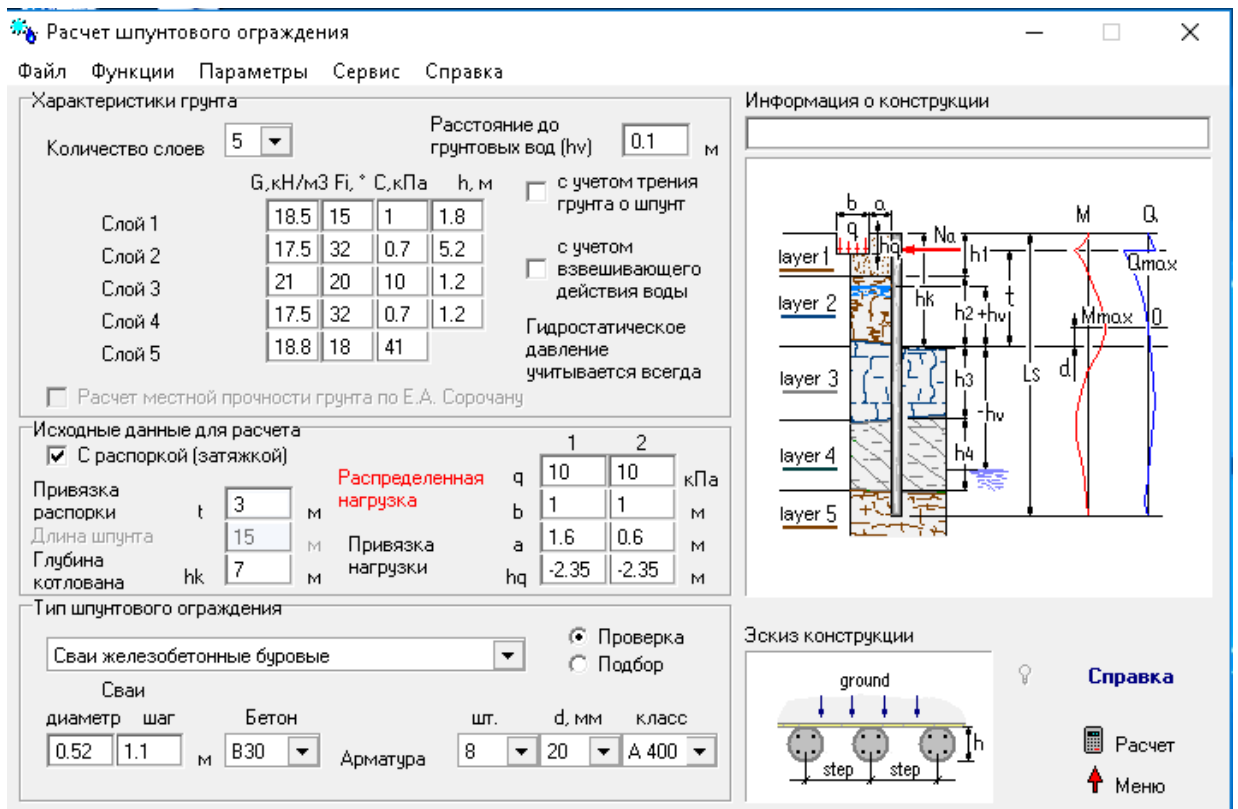 Расчет шпунтового ограждения
Файл Функции Параметры Сервис Справка
Характеристики грунта
Количество слоев 5
Расстояние до
грунтовых вод (hv) 0.1 м
G,кН/м3 Fi, ° С,кПа h, м
Слой 1 18.5 15 1 1.8
Слой 2 17.5 32 0.7 5.2
Слой 3 21 20 10 1.2
Слой 4 17.5 32 0.7 1.2
Слой 5 18.8 18 41
с учетом трения
грунта о шпунт
с учетом
взвешивающего
действия воды
Гидростатическое
давление
учитывается всегда
Расчет местной прочности грунта по Е.А. Сорочану
Исходные данные для расчета
С распоркой (затяжкой)
Привязка
распорки t 3 м
Длина шпунта 15 м
Глубина
котлована hk 7 м
Распределенная
нагрузка
Привязка
нагрузки
1 2
q 10 10 кПа
b 1 1 м
a 1.6 0.6 м
hq -2.35 -2.35 м
Тип шпунтового ограждения
Сваи железобетонные буровые
Проверка
Подбор
Сваи
диаметр шаг Бетон шт. d, мм класс
0.52 1.1 м B30 Арматура 8 20 А 400
Информация о конструкции
b a M Q
q hq Na
layer 1 h1 Qmax
layer 2 hk h2 +hv t Mmax 0
d
layer 3 h3 Ls
-hv
layer 4 h4
layer 5
Эскиз конструкции
ground
h
step step
Справка
Расчет
Меню